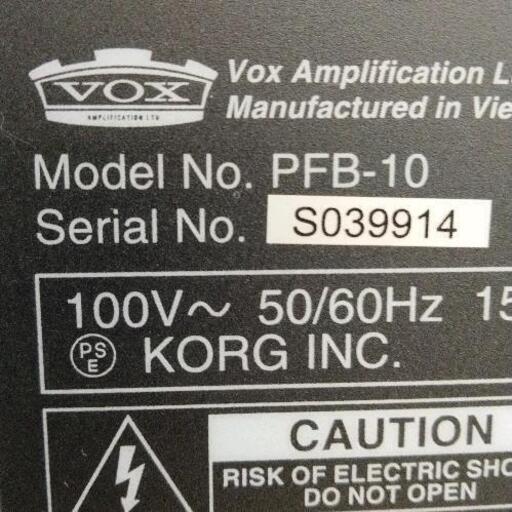 VOX
AMPLIFICATION LTD.
Vox Amplification L
Manufactured in Vie
Model No. PFB-10
Serial No. S039914
100V~ 50/60Hz 15
PSE KORG INC.
CAUTION
RISK OF ELECTRIC SHO
DO NOT OPEN